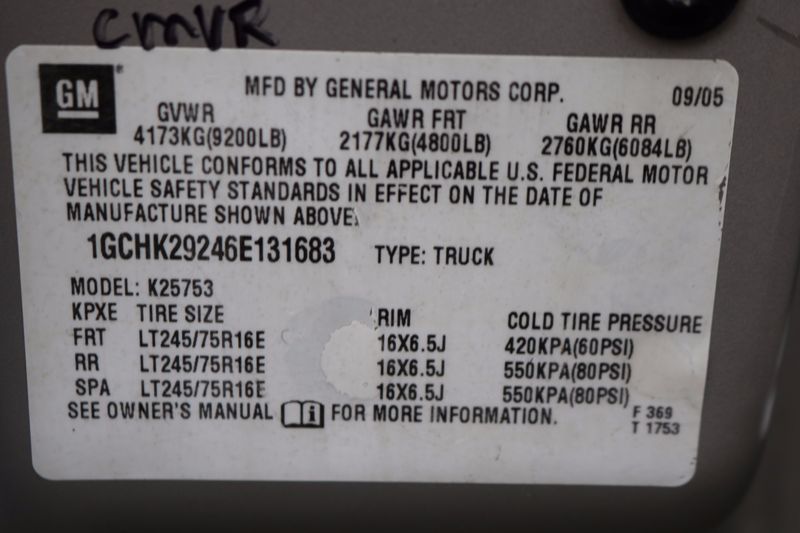 CMVR
GM
MFD BY GENERAL MOTORS CORP. 09/05
GVWR GAWR FRT GAWR RR
4173KG(9200LB) 2177KG(4800LB) 2760KG(6084LB)
THIS VEHICLE CONFORMS TO ALL APPLICABLE U.S. FEDERAL MOTOR
VEHICLE SAFETY STANDARDS IN EFFECT ON THE DATE OF
MANUFACTURE SHOWN ABOVE.
1GCHK29246E131683 TYPE: TRUCK
MODEL: K25753
KPXE TIRE SIZE RIM COLD TIRE PRESSURE
FRT LT245/75R16E 16X6.5J 420KPA(60PSI)
RR LT245/75R16E 16X6.5J 550KPA(80PSI)
SPA LT245/75R16E 16X6.5J 550KPA(80PSI)
SEE OWNER'S MANUAL i FOR MORE INFORMATION.
F 369
T 1753